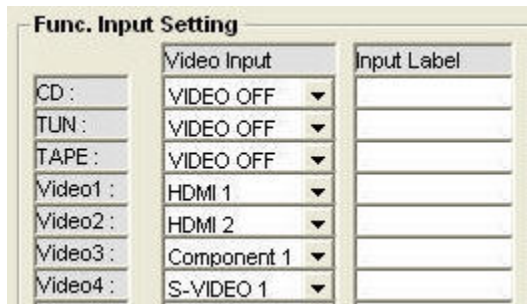 Func. Input Setting
Video Input Input Label
CD : VIDEO OFF
TUN : VIDEO OFF
TAPE : VIDEO OFF
Video1 : HDMI 1
Video2 : HDMI 2
Video3 : Component 1
Video4 : S-VIDEO 1